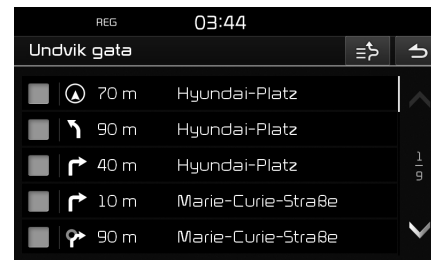 REG 03:44
Undvik gata
70 m Hyundai-Platz
90 m Hyundai-Platz
40 m Hyundai-Platz
10 m Marie-Curie-Straße
90 m Marie-Curie-Straße
1
9